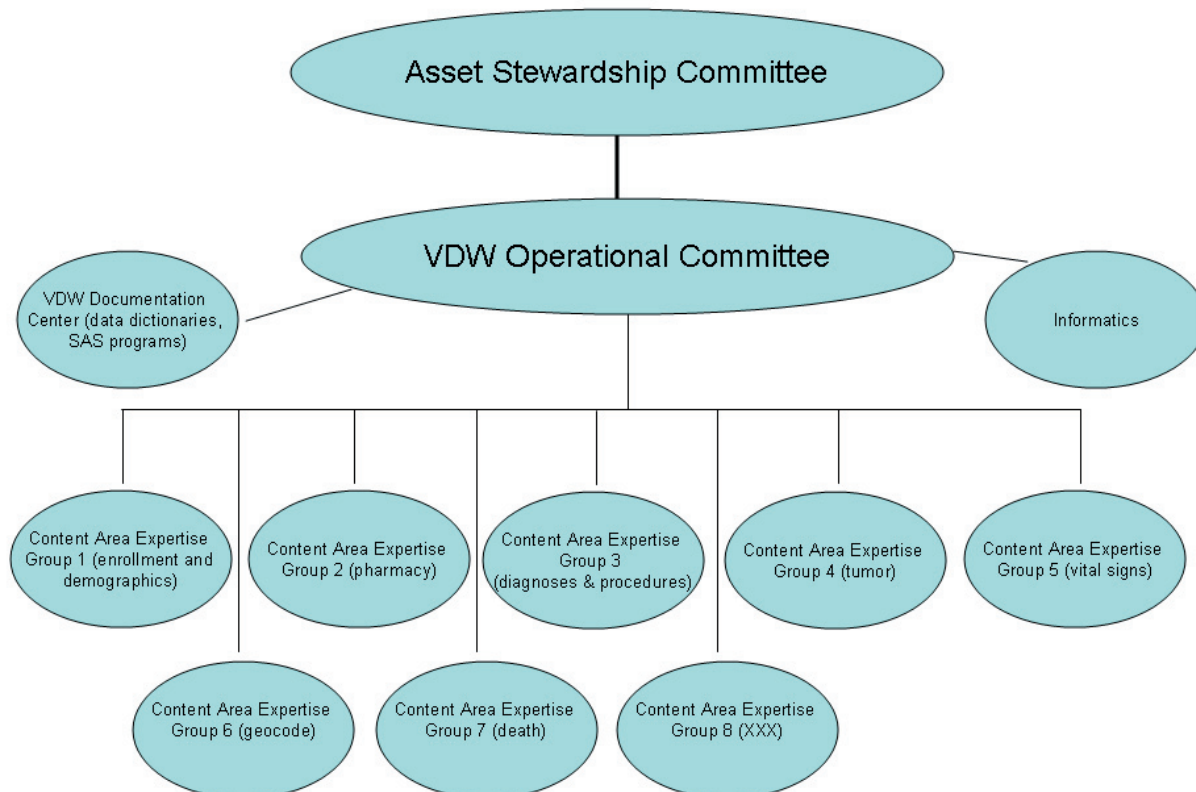 Asset Stewardship Committee
VDW Operational Committee
VDW Documentation
Center (data dictionaries,
SAS programs)
Informatics
Content Area Expertise
Group 1 (enrollment and
demographics)
Content Area Expertise
Group 2 (pharmacy)
Content Area Expertise
Group 3
(diagnoses & procedures)
Content Area Expertise
Group 4 (tumor)
Content Area Expertise
Group 5 (vital signs)
Content Area Expertise
Group 6 (geocode)
Content Area Expertise
Group 7 (death)
Content Area Expertise
Group 8 (XXX)